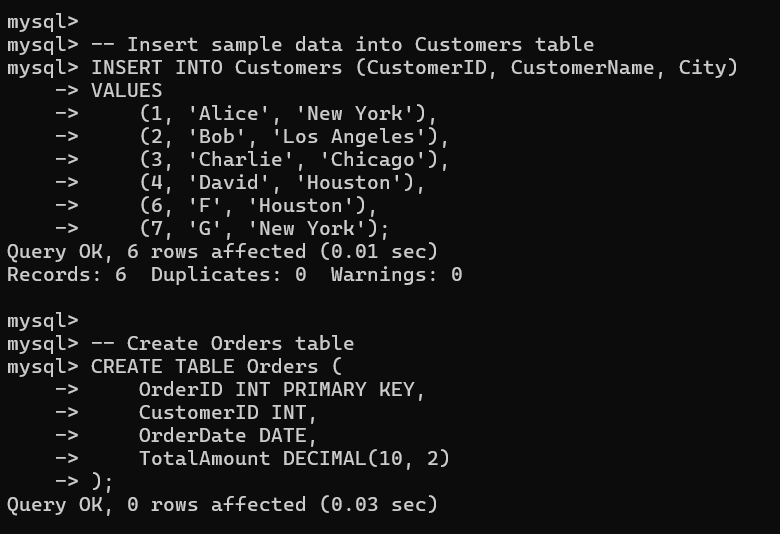 mysql>
mysql> -- Insert sample data into Customers table
mysql> INSERT INTO Customers (CustomerID, CustomerName, City)
    -> VALUES
    ->     (1, 'Alice', 'New York'),
    ->     (2, 'Bob', 'Los Angeles'),
    ->     (3, 'Charlie', 'Chicago'),
    ->     (4, 'David', 'Houston'),
    ->     (6, 'F', 'Houston'),
    ->     (7, 'G', 'New York');
Query OK, 6 rows affected (0.01 sec)
Records: 6  Duplicates: 0  Warnings: 0

mysql>
mysql> -- Create Orders table
mysql> CREATE TABLE Orders (
    ->     OrderID INT PRIMARY KEY,
    ->     CustomerID INT,
    ->     OrderDate DATE,
    ->     TotalAmount DECIMAL(10, 2)
    -> );
Query OK, 0 rows affected (0.03 sec)